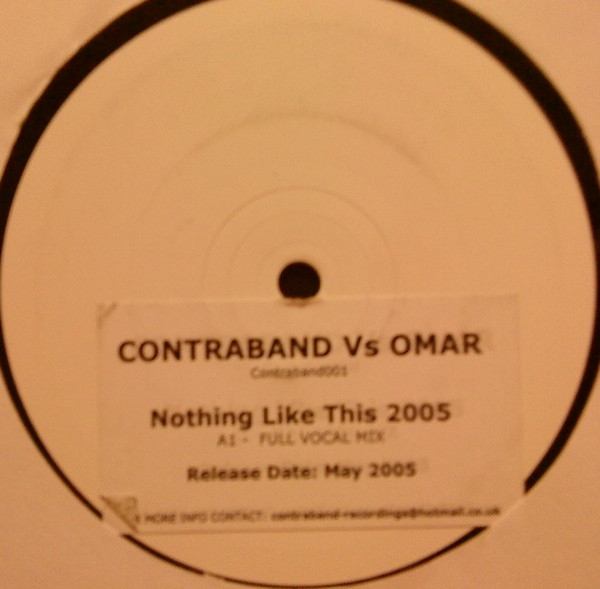 CONTRABAND Vs OMAR
Contraband001
Nothing Like This 2005
A1 - FULL VOCAL MIX
Release Date: May 2005
MORE INFO CONTACT: contraband-recordings@hotmail.co.uk